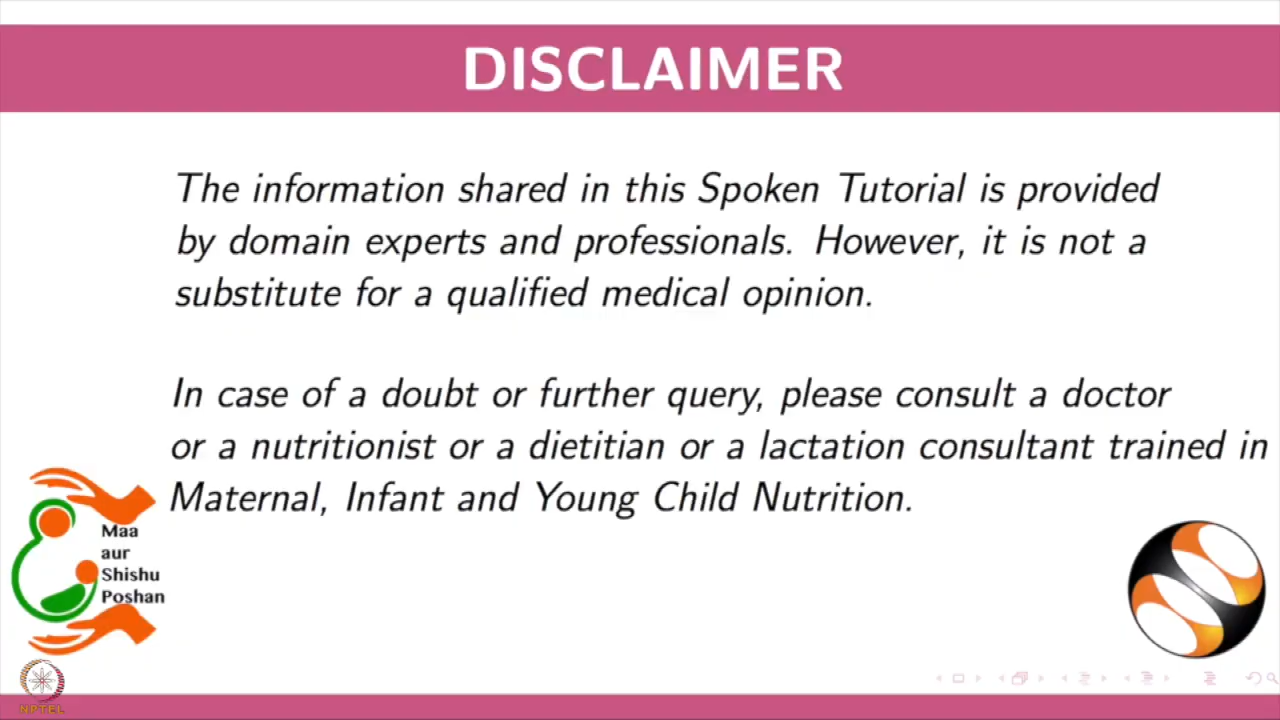 DISCLAIMER
The information shared in this Spoken Tutorial is provided
by domain experts and professionals. However, it is not a
substitute for a qualified medical opinion.
In case of a doubt or further query, please consult a doctor
or a nutritionist or a dietitian or a lactation consultant trained in
Maternal, Infant and Young Child Nutrition.
Maa
aur
Shishu
Poshan
NPTEL